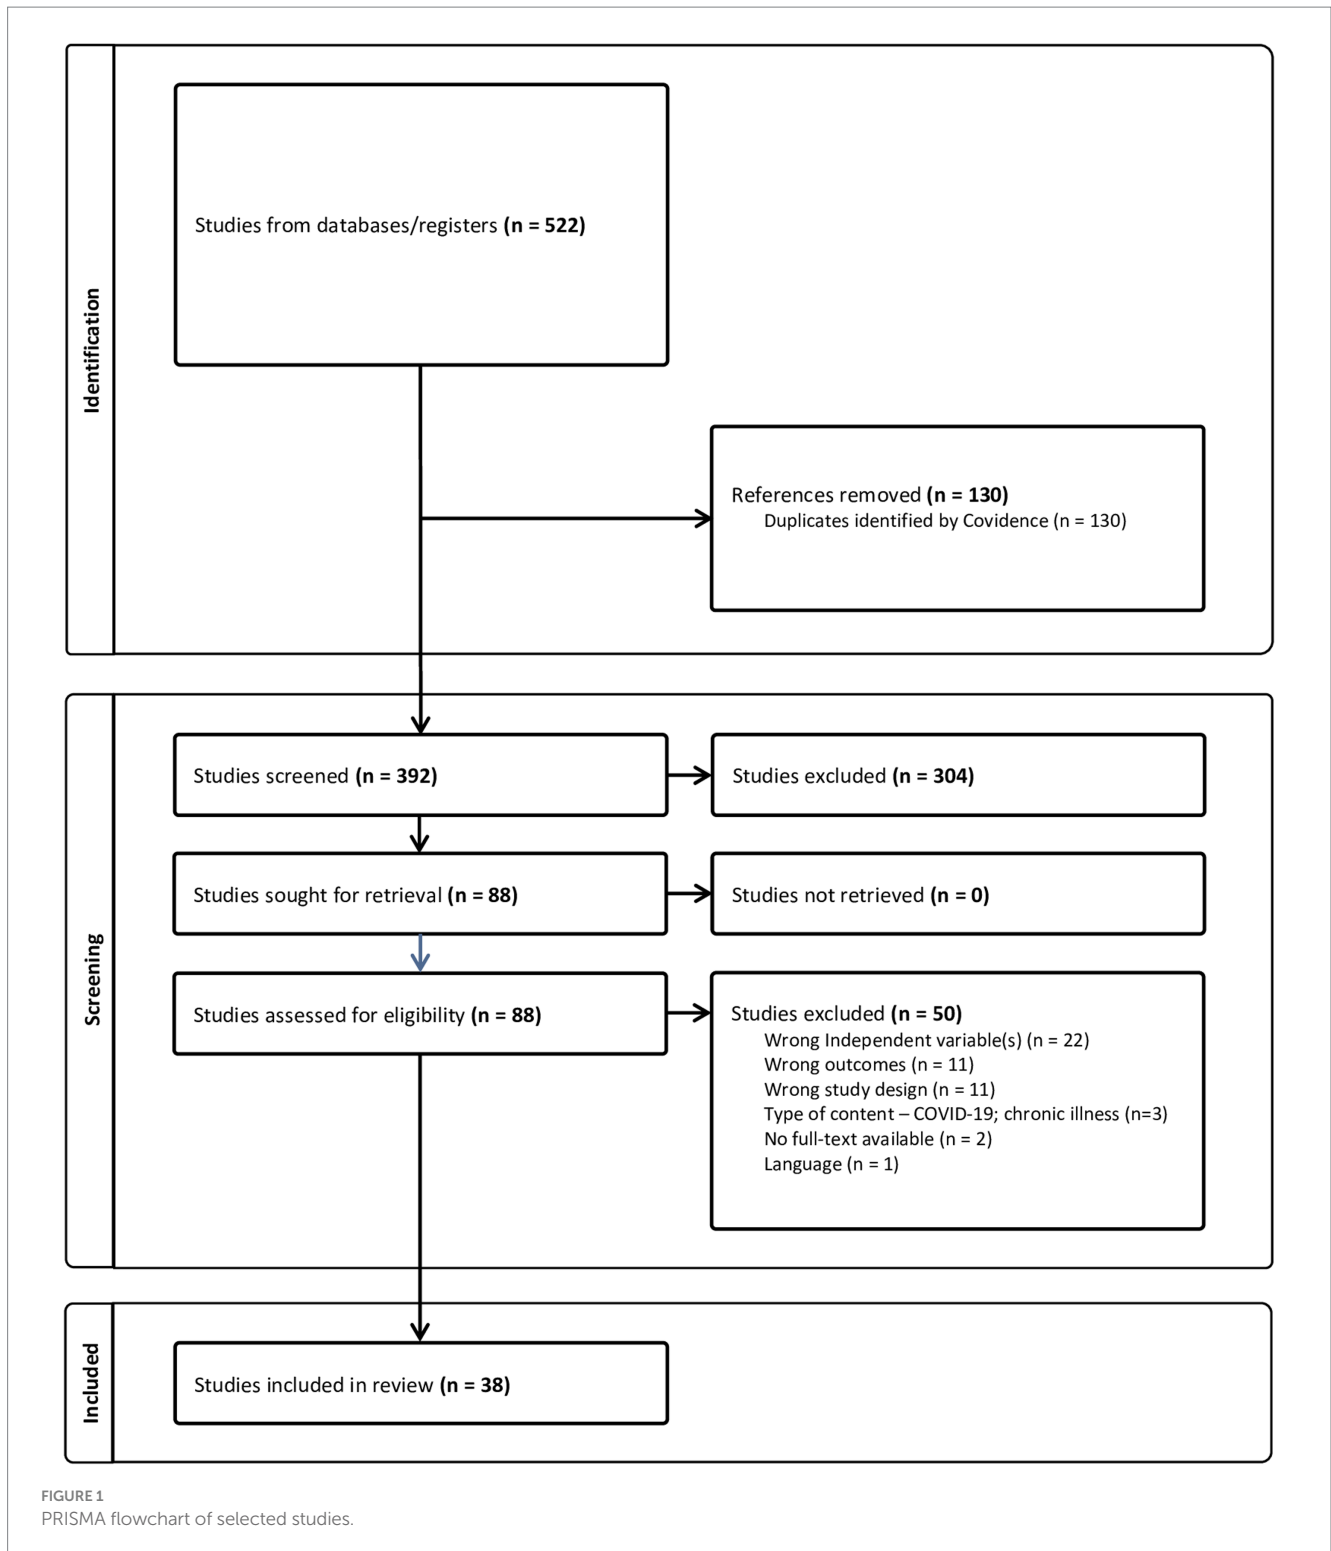 Identification
Studies from databases/registers (n = 522)
References removed (n = 130)
Duplicates identified by Covidence (n = 130)
Screening
Studies screened (n = 392)
Studies excluded (n = 304)
Studies sought for retrieval (n = 88)
Studies not retrieved (n = 0)
Studies assessed for eligibility (n = 88)
Studies excluded (n = 50)
Wrong Independent variable(s) (n = 22)
Wrong outcomes (n = 11)
Wrong study design (n = 11)
Type of content – COVID-19; chronic illness (n=3)
No full-text available (n = 2)
Language (n = 1)
Included
Studies included in review (n = 38)
FIGURE 1
PRISMA flowchart of selected studies.